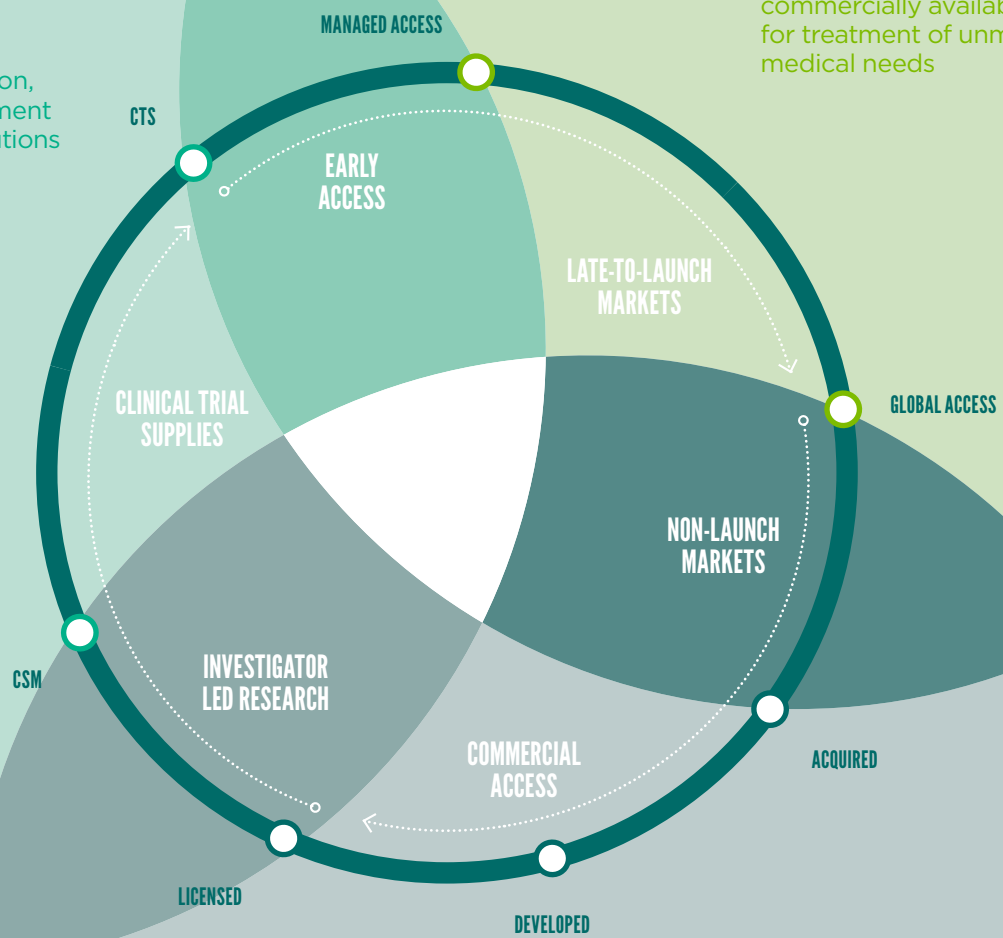 commercially
for treatment of
medical needs
MANAGED ACCESS
CTS
EARLY
ACCESS
LATE-TO-LAUNCH
MARKETS
CLINICAL TRIAL
SUPPLIES
GLOBAL ACCESS
NON-LAUNCH
MARKETS
INVESTIGATOR
LED RESEARCH
CSM
COMMERCIAL
ACCESS
ACQUIRED
LICENSED
DEVELOPED